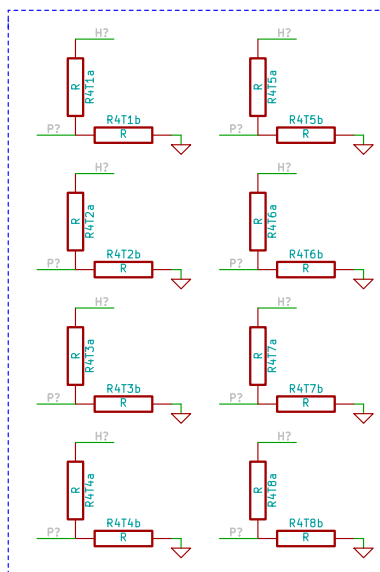 H? H?
R R4T1a R R4T5a
P? R4T1b P? R4T5b
R R
H? H?
R R4T2a R R4T6a
P? R4T2b P? R4T6b
R R
H? H?
R R4T3a R R4T7a
P? R4T3b P? R4T7b
R R
H? H?
R R4T4a R R4T8a
P? R4T4b P? R4T8b
R R